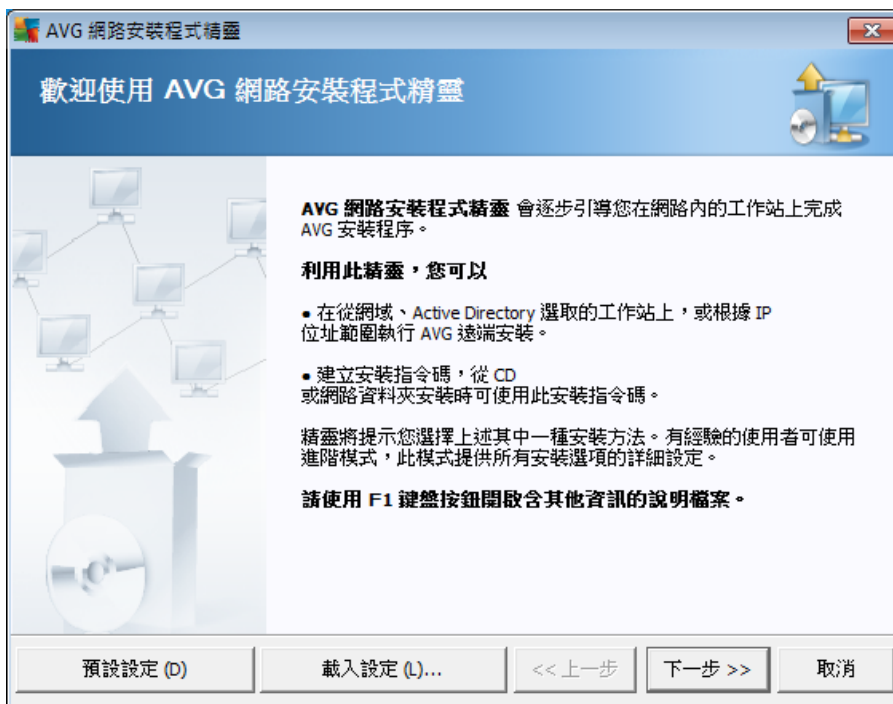 AVG 網路安裝程式精靈
歡迎使用 AVG 網路安裝程式精靈
AVG 網路安裝程式精靈 會逐步引導您在網路內的工作站上完成
AVG 安裝程序。
利用此精靈，您可以
• 在從網域、Active Directory 選取的工作站上，或根據 IP
位址範圍執行 AVG 遠端安裝。
• 建立安裝指令碼，從 CD
或網路資料夾安裝時可使用此安裝指令碼。
精靈將提示您選擇上述其中一種安裝方法。有經驗的使用者可使用
進階模式，此模式提供所有安裝選項的詳細設定。
請使用 F1 鍵盤按鈕開啟含其他資訊的說明檔案。
預設設定 (D)
載入設定 (L)...
<< 上一步
下一步 >>
取消